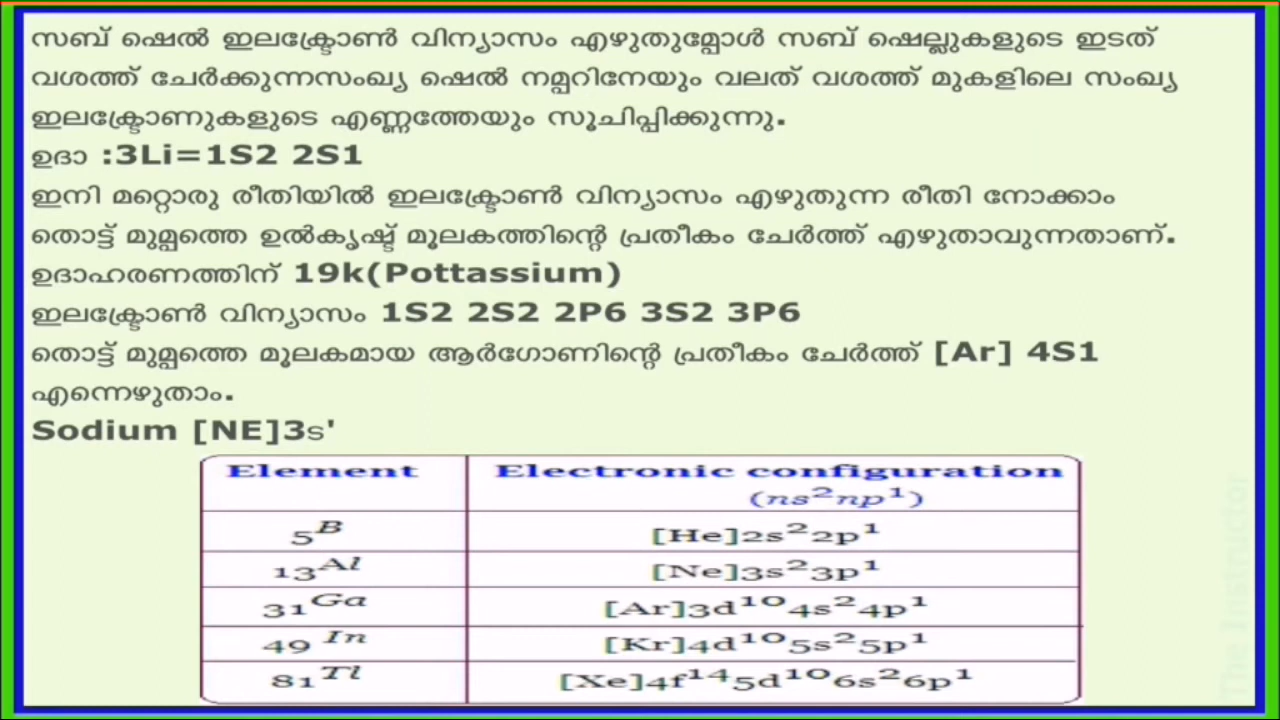 സബ് ഷെൽ ഇലക്ട്രോൺ വിന്യാസം എഴുതുമ്പോൾ സബ് ഷെല്ലുകളുടെ ഇടത്
വശത്ത് ചേർക്കുന്നസംഖ്യ ഷെൽ നമ്പറിനേയും വലത് വശത്ത് മുകളിലെ സംഖ്യ
ഇലക്ട്രോണുകളുടെ എണ്ണത്തേയും സൂചിപ്പിക്കുന്നു.
ഉദാ :3Li=1S2 2S1
ഇനി മറ്റൊരു രീതിയിൽ ഇലക്ട്രോൺ വിന്യാസം എഴുതുന്ന രീതി നോക്കാം
തൊട്ട് മുമ്പത്തെ ഉൽകൃഷ്ട് മൂലകത്തിന്റെ പ്രതീകം ചേർത്ത് എഴുതാവുന്നതാണ്.
ഉദാഹരണത്തിന് 19k(Pottassium)
ഇലക്ട്രോൺ വിന്യാസം 1S2 2S2 2P6 3S2 3P6
തൊട്ട് മുമ്പത്തെ മൂലകമായ ആർഗോണിന്റെ പ്രതീകം ചേർത്ത് [Ar] 4S1
എന്നെഴുതാം.
Sodium [NE]3s'
Element Electronic configuration
(ns²np¹)
₅B [He]2s²2p¹
₁₃Al [Ne]3s²3p¹
₃₁Ga [Ar]3d¹⁰4s²4p¹
₄₉In [Kr]4d¹⁰5s²5p¹
₈₁Tl [Xe]4f¹⁴5d¹⁰6s²6p¹
The Instructor